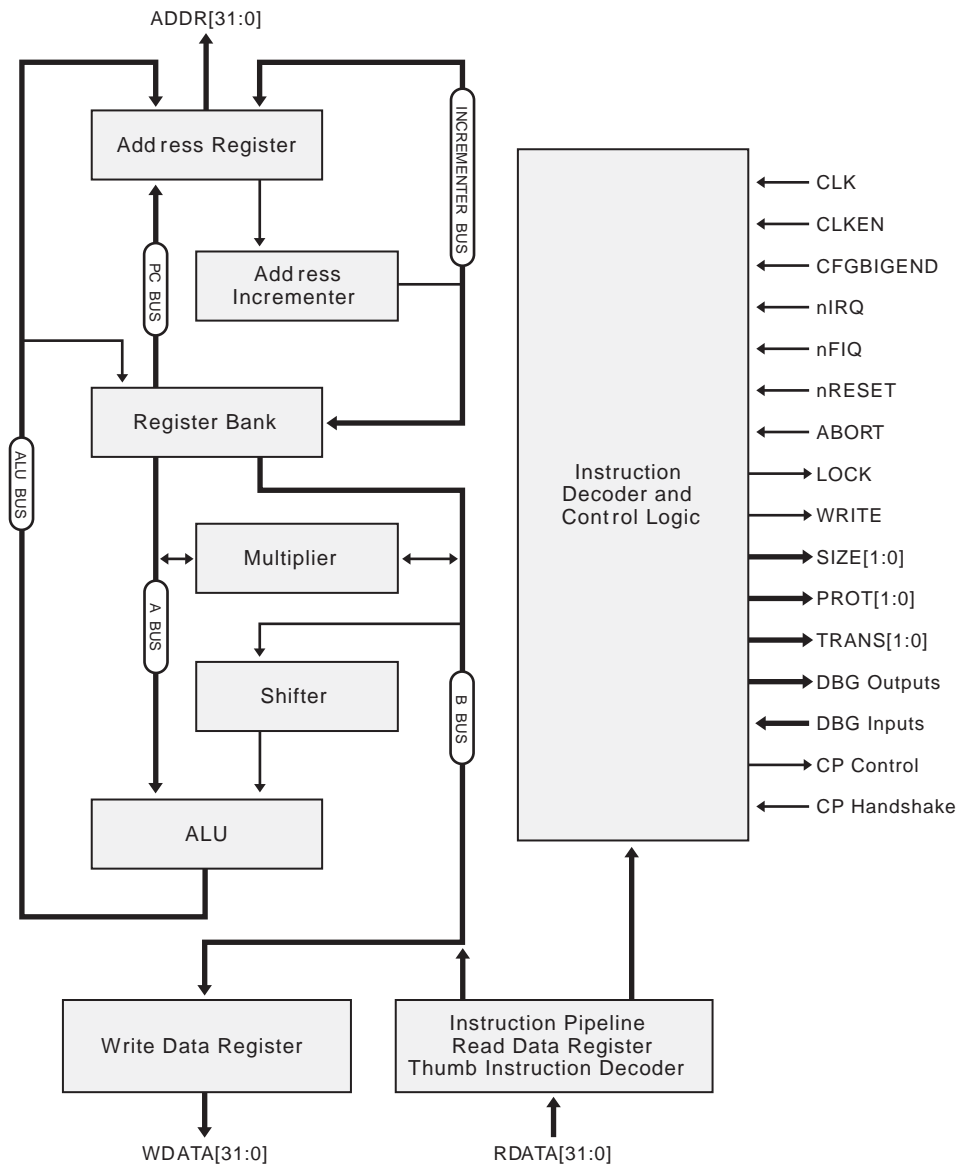 ADDR[31:0]
Address Register
INCREMENTER BUS
PC BUS
Address
Incrementer
Register Bank
ALU BUS
Multiplier
A BUS
Shifter
B BUS
ALU
Write Data Register
WDATA[31:0]
Instruction Pipeline
Read Data Register
Thumb Instruction Decoder
RDATA[31:0]
Instruction
Decoder and
Control Logic
CLK
CLKEN
CFGBIGEND
nIRQ
nFIQ
nRESET
ABORT
LOCK
WRITE
SIZE[1:0]
PROT[1:0]
TRANS[1:0]
DBG Outputs
DBG Inputs
CP Control
CP Handshake